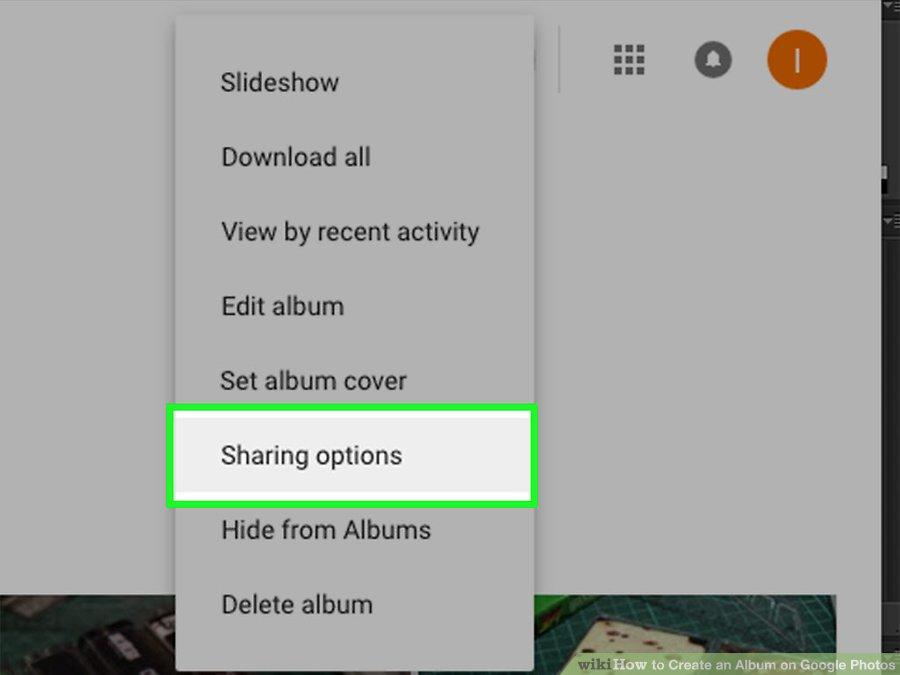 Slideshow
I
Download all
View by recent activity
Edit album
Set album cover
Sharing options
Hide from Albums
Delete album
wikiHow to Create an Album on Google Photos